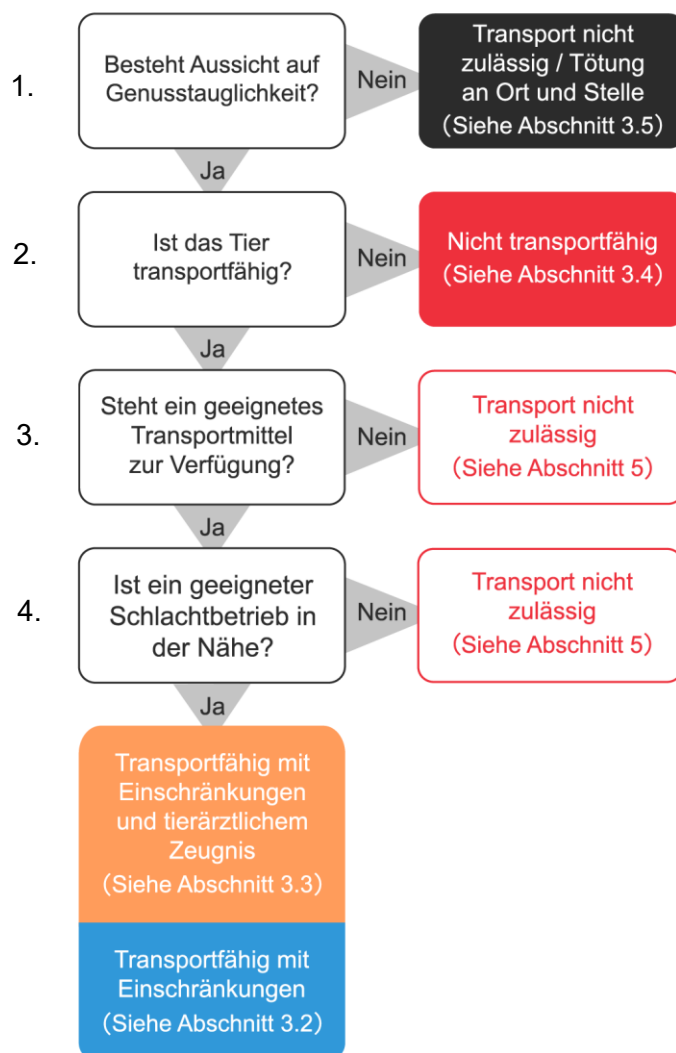 1.
Besteht Aussicht auf
Genusstauglichkeit?
Nein
Transport nicht
zulässig / Tötung
an Ort und Stelle
(Siehe Abschnitt 3.5)
Ja
2.
Ist das Tier
transportfähig?
Nein
Nicht transportfähig
(Siehe Abschnitt 3.4)
Ja
3.
Steht ein geeignetes
Transportmittel
zur Verfügung?
Nein
Transport nicht
zulässig
(Siehe Abschnitt 5)
Ja
4.
Ist ein geeigneter
Schlachtbetrieb in
der Nähe?
Nein
Transport nicht
zulässig
(Siehe Abschnitt 5)
Ja
Transportfähig mit
Einschränkungen
und tierärztlichem
Zeugnis
(Siehe Abschnitt 3.3)
Transportfähig mit
Einschränkungen
(Siehe Abschnitt 3.2)